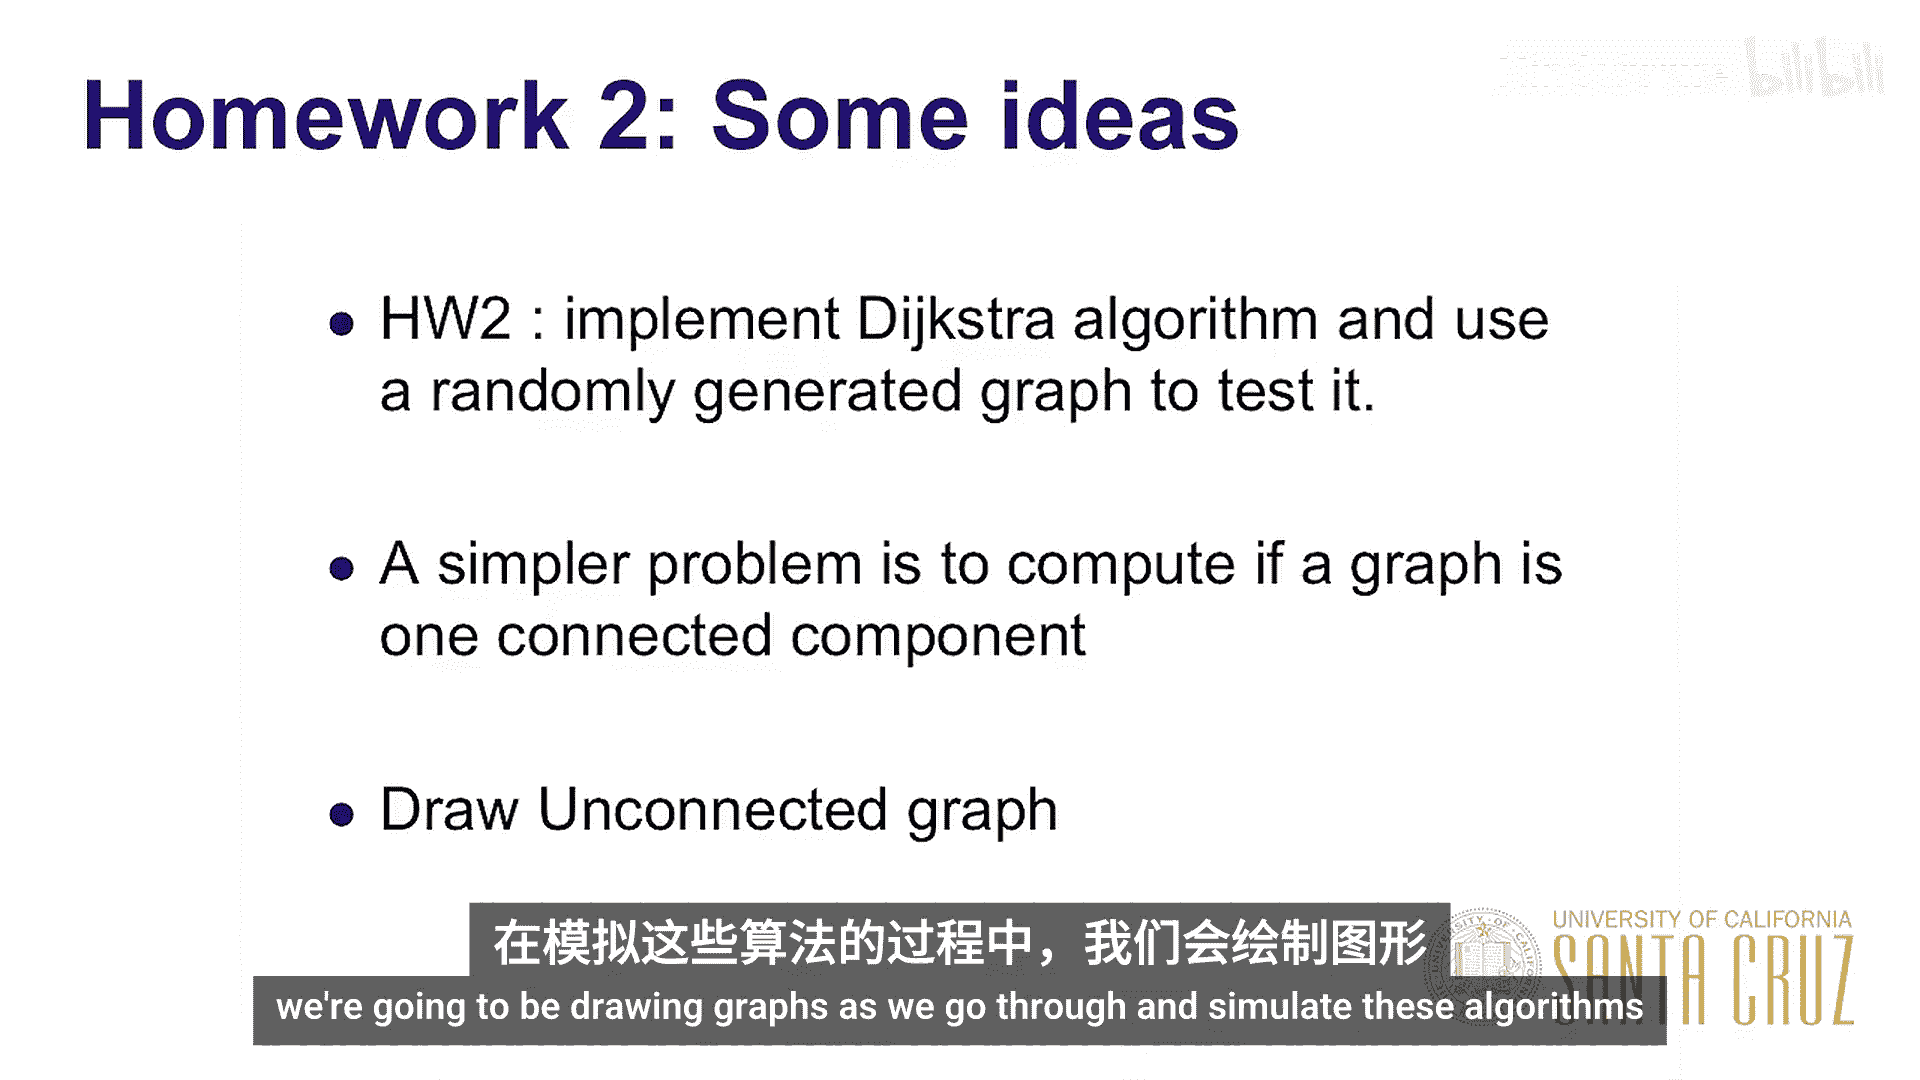 Homework 2: Some ideas
bilibili
● HW2 : implement Dijkstra algorithm and use
a randomly generated graph to test it.
● A simpler problem is to compute if a graph is
one connected component
● Draw Unconnected graph
在模拟这些算法的过程中，我们会绘制图形
we're going to be drawing graphs as we go through and simulate these algorithms
UNIVERSITY OF CALIFORNIA
SANTA CRUZ